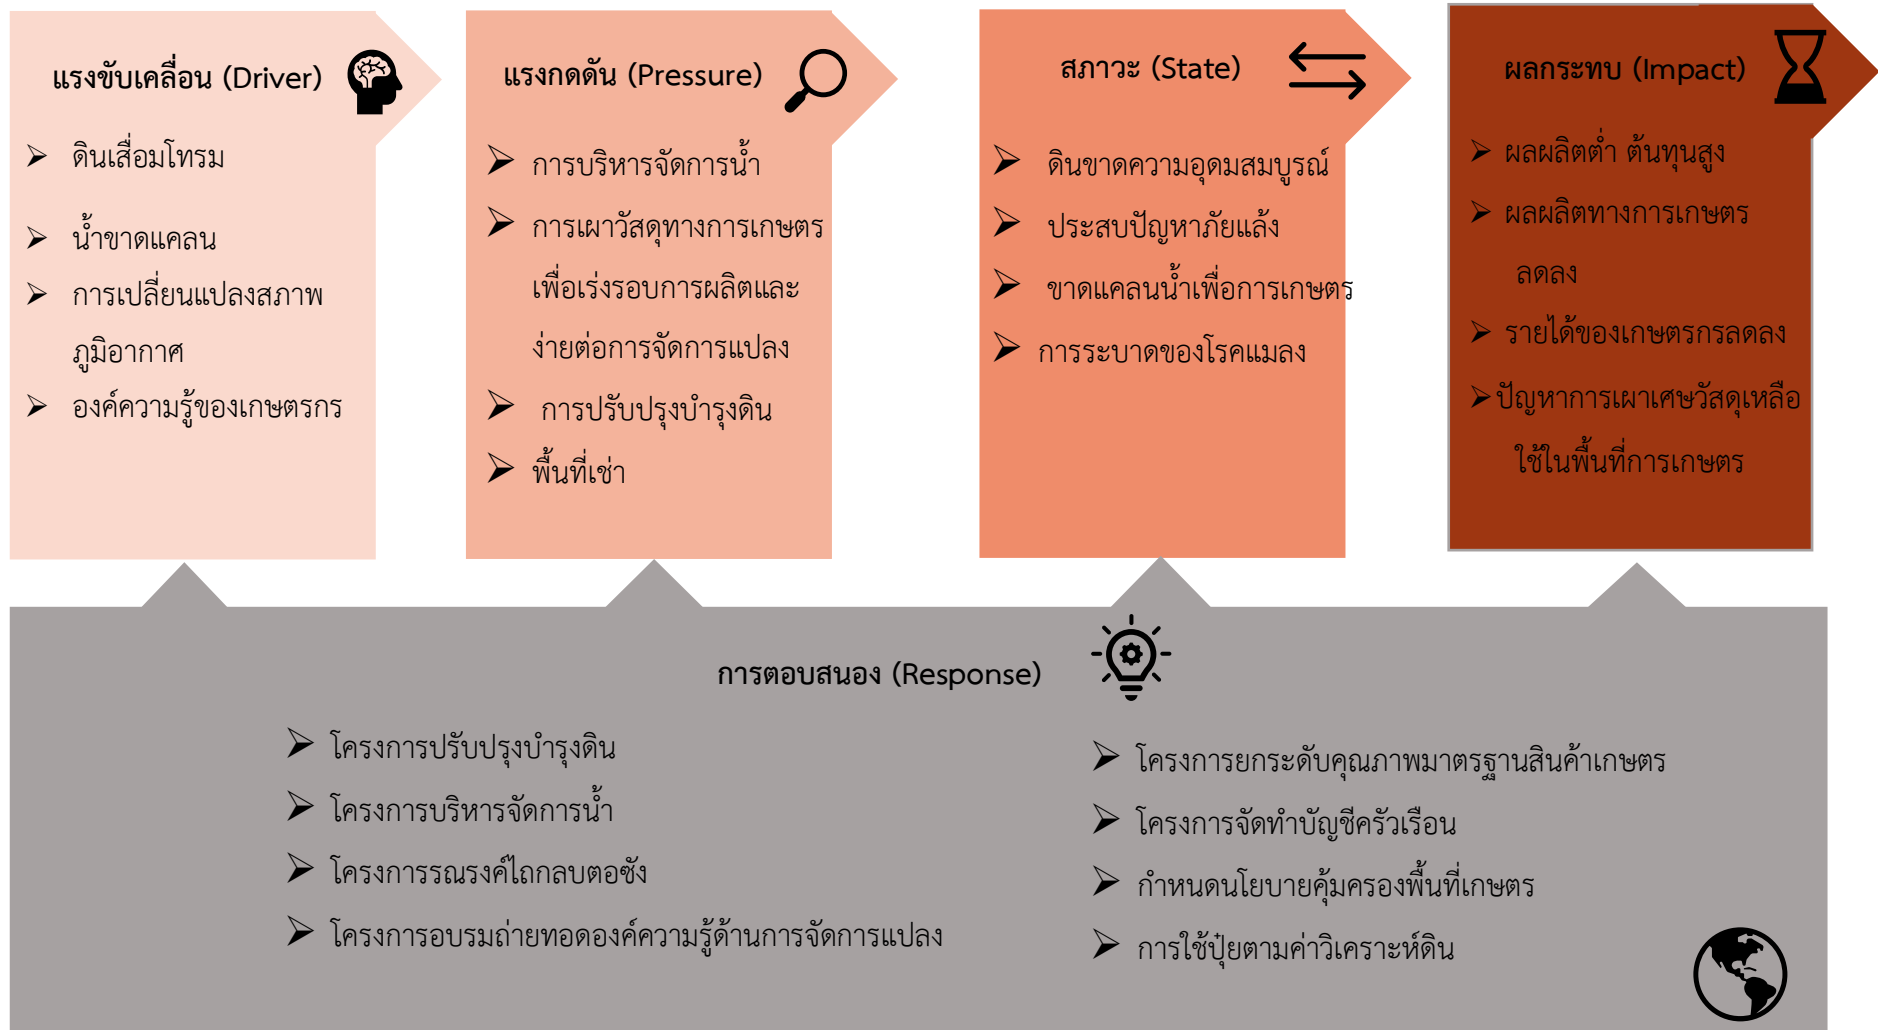 แรงขับเคลื่อน (Driver)
ดินเสื่อมโทรม
น้ำขาดแคลน
การเปลี่ยนแปลงสภาพ
ภูมิอากาศ
องค์ความรู้ของเกษตรกร
แรงกดดัน (Pressure)
การบริหารจัดการน้ำ
การเผาวัสดุทางการเกษตร
เพื่อเร่งรอบการผลิตและ
ง่ายต่อการจัดการแปลง
การปรับปรุงบำรุงดิน
พื้นที่เช่า
สภาวะ (State)
ดินขาดความอุดมสมบูรณ์
ประสบปัญหาภัยแล้ง
ขาดแคลนน้ำเพื่อการเกษตร
การระบาดของโรคแมลง
ผลกระทบ (Impact)
ผลผลิตต่ำ ต้นทุนสูง
ผลผลิตทางการเกษตร
ลดลง
รายได้ของเกษตรกรลดลง
ปัญหาการเผาเศษวัสดุเหลือ
ใช้ในพื้นที่การเกษตร
การตอบสนอง (Response)
โครงการปรับปรุงบำรุงดิน
โครงการบริหารจัดการน้ำ
โครงการรณรงค์ไถกลบตอซัง
โครงการอบรมถ่ายทอดองค์ความรู้ด้านการจัดการแปลง
โครงการยกระดับคุณภาพมาตรฐานสินค้าเกษตร
โครงการจัดทำบัญชีครัวเรือน
กำหนดนโยบายคุ้มครองพื้นที่เกษตร
การใช้ปุ๋ยตามค่าวิเคราะห์ดิน